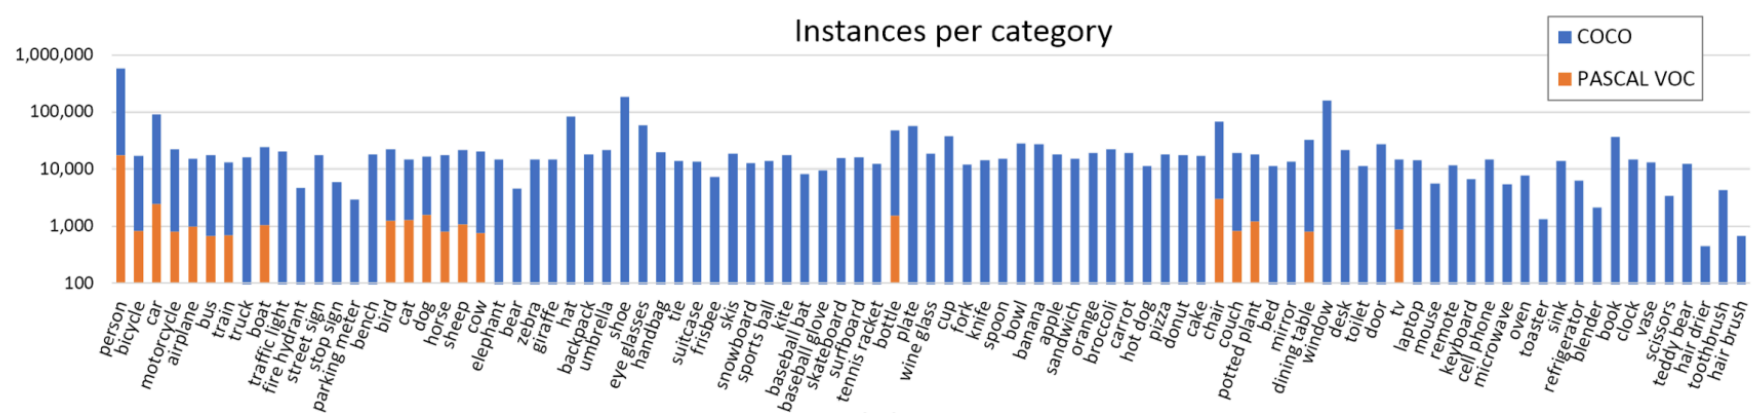 Instances per category
COCO
PASCAL VOC
1,000,000
100,000
10,000
1,000
100
person
bicycle
car
motorcycle
airplane
bus
train
truck
boat
traffic light
fire hydrant
street sign
stop sign
parking meter
bench
bird
cat
dog
horse
sheep
cow
elephant
bear
zebra
giraffe
hat
backpack
umbrella
shoe
eye glasses
handbag
tie
suitcase
frisbee
skis
snowboard
sports ball
kite
baseball bat
baseball glove
skateboard
surfboard
tennis racket
bottle
plate
wine glass
cup
fork
knife
spoon
bowl
banana
apple
sandwich
orange
broccoli
carrot
hot dog
pizza
donut
cake
chair
couch
potted plant
bed
mirror
dining table
window
desk
toilet
door
tv
laptop
mouse
remote
keyboard
cell phone
microwave
oven
toaster
sink
refrigerator
blender
book
clock
vase
scissors
teddy bear
hair drier
toothbrush
hair brush